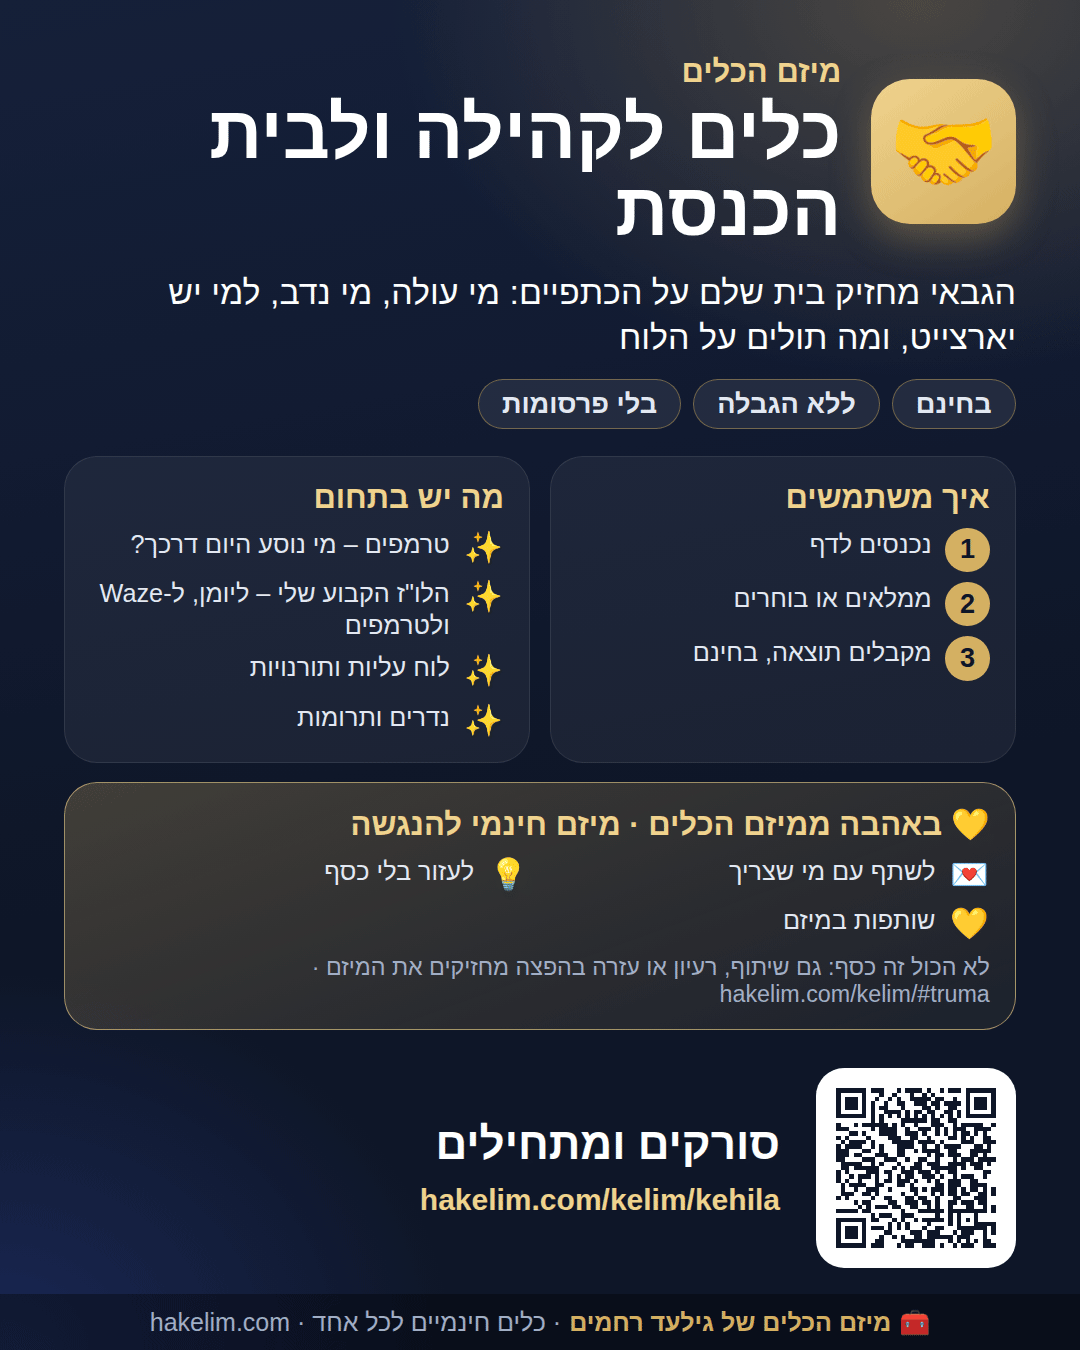 מיזם הכלים
כלים לקהילה ולבית
הכנסת
הגבאי מחזיק בית שלם על הכתפיים: מי עולה, מי נדב, למי יש
יארצייט, ומה תולים על הלוח
בחינם
ללא הגבלה
בלי פרסומות
איך משתמשים
1 נכנסים לדף
2 ממלאים או בוחרים
3 מקבלים תוצאה, בחינם
מה יש בתחום
טרמפים – מי נוסע היום דרכך?
הלו"ז הקבוע שלי – ליומן, ל-Waze
ולטרמפים
לוח עליות ותורנויות
נדרים ותרומות
באהבה ממיזם הכלים · מיזם חינמי להנגשה
לשתף עם מי שצריך
לעזור בלי כסף
שותפות במיזם
לא הכול זה כסף: גם שיתוף, רעיון או עזרה בהפצה מחזיקים את המיזם ·
hakelim.com/kelim/#truma
סורקים ומתחילים
hakelim.com/kelim/kehila
מיזם הכלים של גילעד רחמים · כלים חינמיים לכל אחד · hakelim.com